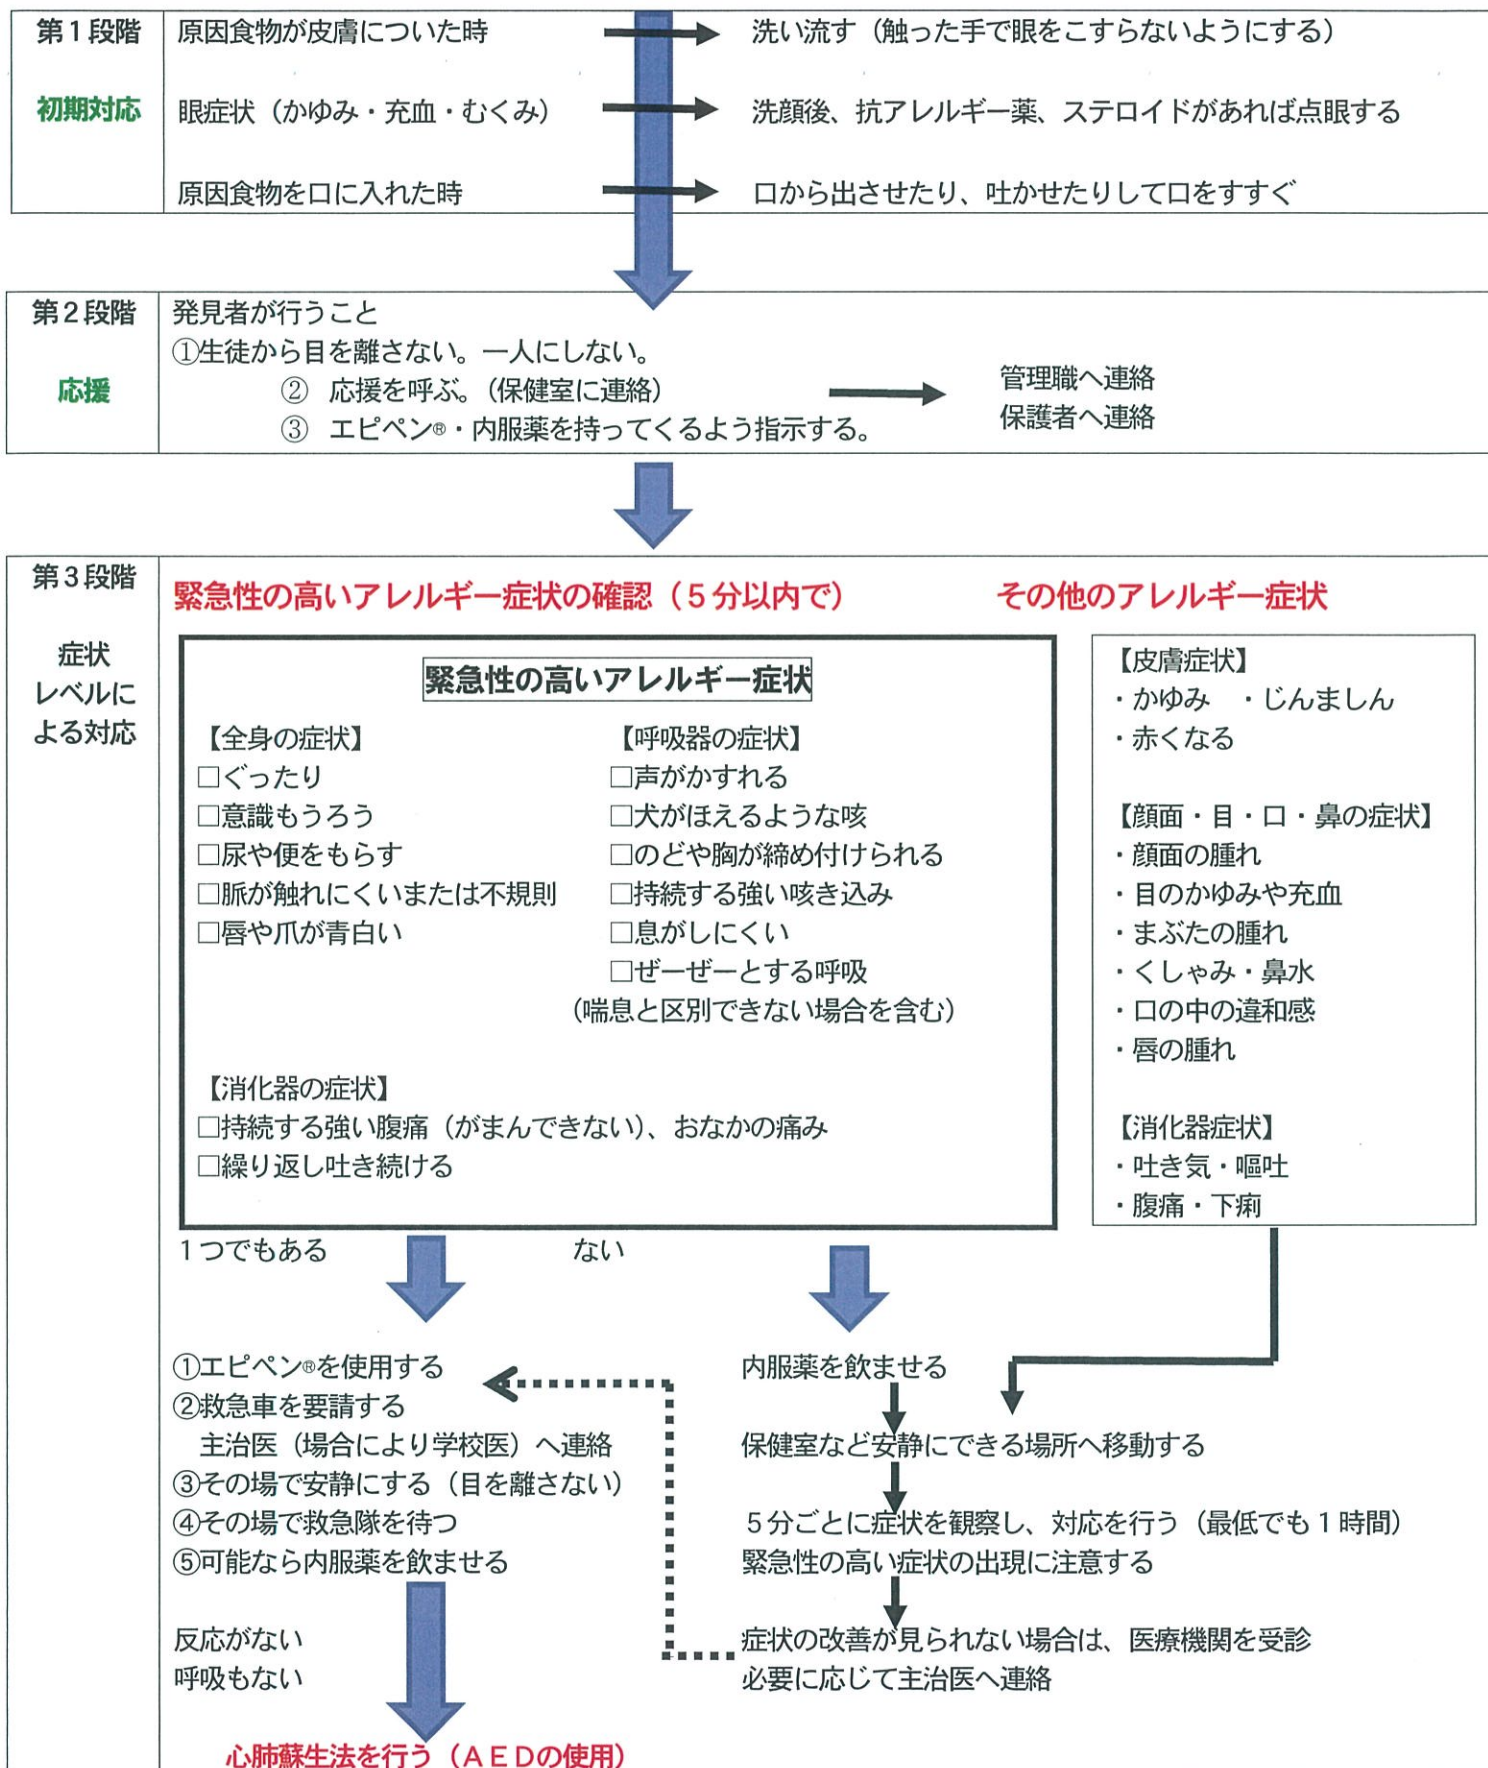 第1段階
原因食物が皮膚についた時
洗い流す（触った手で眼をこすらないようにする）
初期対応
眼症状（かゆみ・充血・むくみ）
洗顔後、抗アレルギー薬、ステロイドがあれば点眼する
原因食物を口に入れた時
口から出させたり、吐かせたりして口をすすぐ
第2段階
応援
発見者が行うこと
①生徒から目を離さない。一人にしない。
② 応援を呼ぶ。（保健室に連絡）
③ エピペン®・内服薬を持ってくるよう指示する。
管理職へ連絡
保護者へ連絡
第3段階
症状
レベルに
よる対応
緊急性の高いアレルギー症状の確認（5分以内で）
その他のアレルギー症状
緊急性の高いアレルギー症状
【全身の症状】
□ぐったり
□意識もうろう
□尿や便をもらす
□脈が触れにくいまたは不規則
□唇や爪が青白い
【呼吸器の症状】
□声がかすれる
□犬がほえるような咳
□のどや胸が締め付けられる
□持続する強い咳き込み
□息がしにくい
□ぜーぜーとする呼吸
（喘息と区別できない場合を含む）
【消化器の症状】
□持続する強い腹痛（がまんできない）、おなかの痛み
□繰り返し吐き続ける
【皮膚症状】
・かゆみ ・じんましん
・赤くなる
【顔面・目・口・鼻の症状】
・顔面の腫れ
・目のかゆみや充血
・まぶたの腫れ
・くしゃみ・鼻水
・口の中の違和感
・唇の腫れ
【消化器症状】
・吐き気・嘔吐
・腹痛・下痢
1つでもある
ない
①エピペン®を使用する
②救急車を要請する
主治医（場合により学校医）へ連絡
③その場で安静にする（目を離さない）
④その場で救急隊を待つ
⑤可能なら内服薬を飲ませる
反応がない
呼吸もない
心肺蘇生法を行う（AEDの使用）
内服薬を飲ませる
保健室など安静にできる場所へ移動する
5分ごとに症状を観察し、対応を行う（最低でも1時間）
緊急性の高い症状の出現に注意する
症状の改善が見られない場合は、医療機関を受診
必要に応じて主治医へ連絡